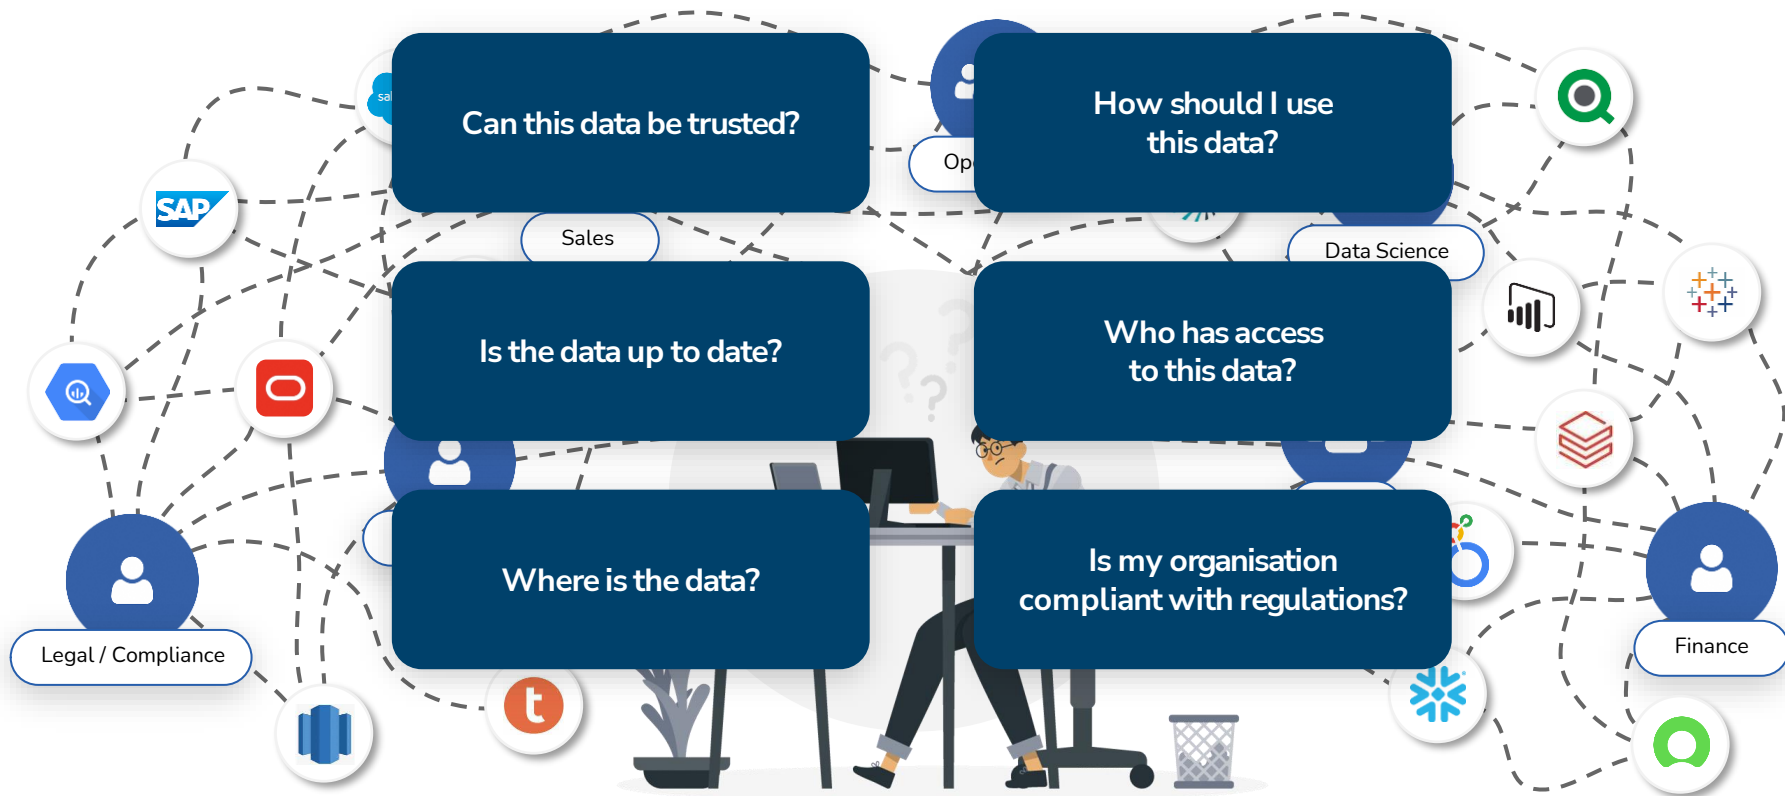 Can this data be trusted?
How should I use
this data?
SAP
Sales
Data Science
Is the data up to date?
Who has access
to this data?
Where is the data?
Is my organisation
compliant with regulations?
Legal / Compliance
Finance
t